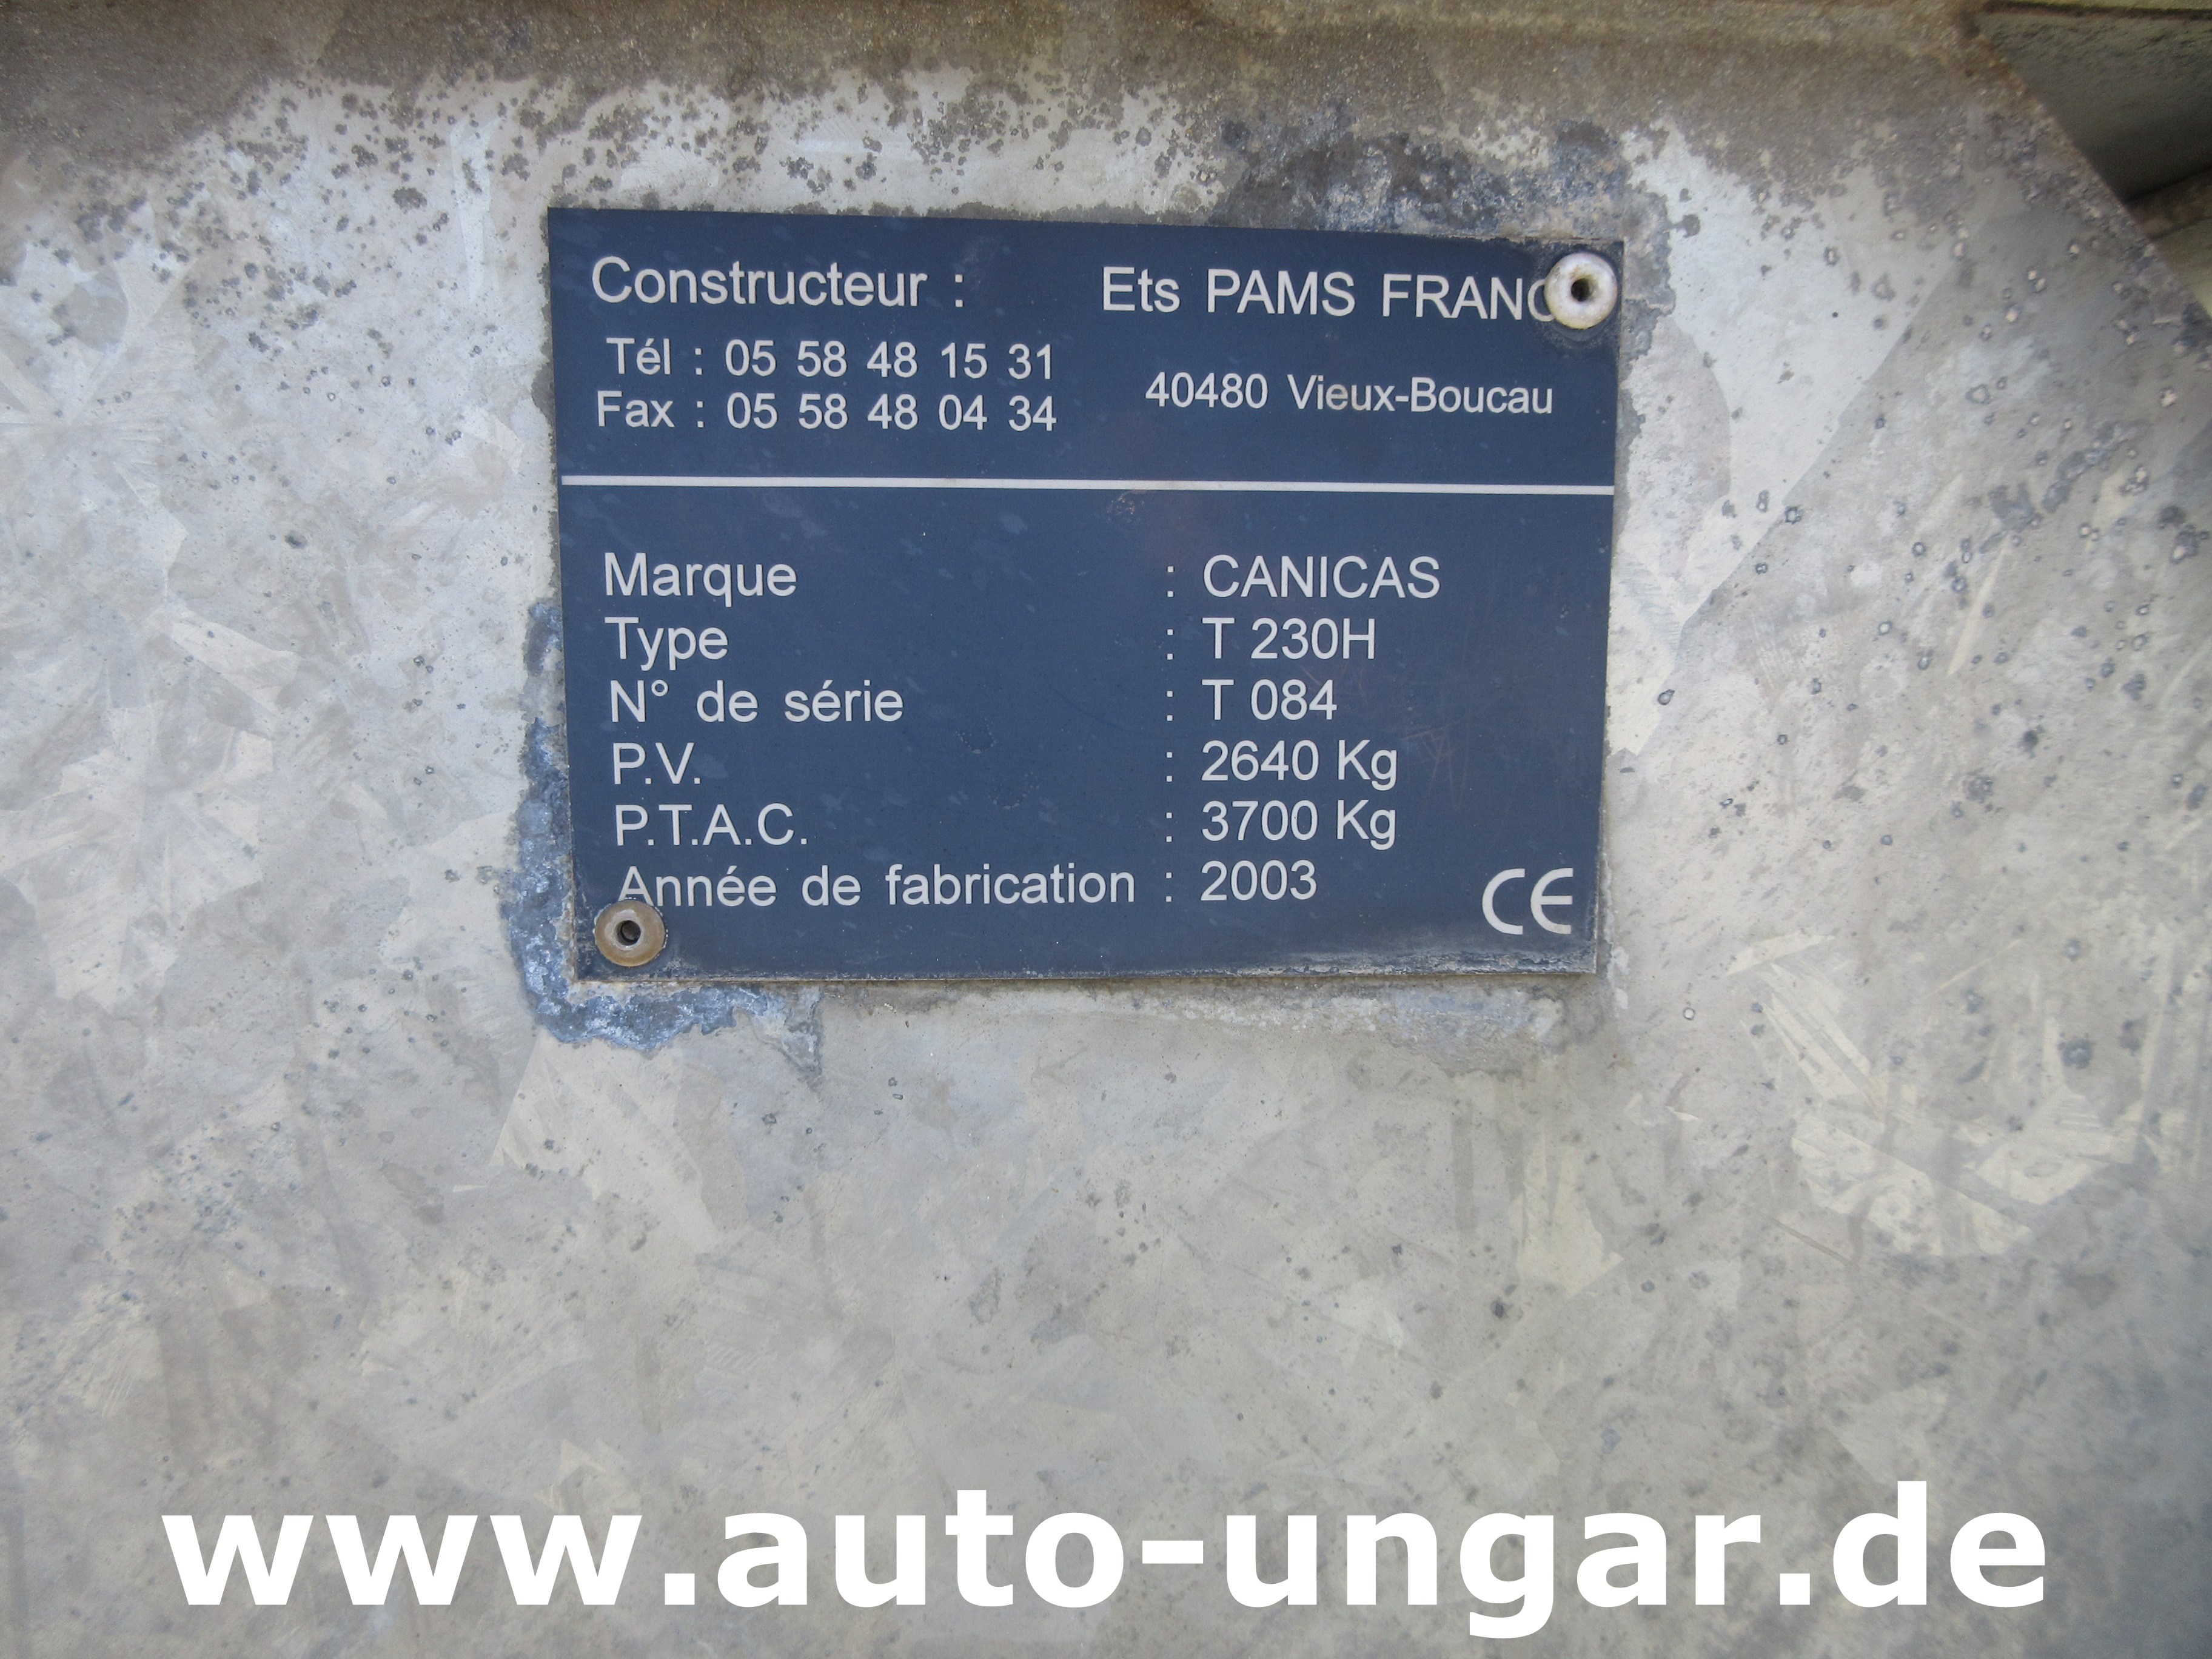 Constructeur : Ets PAMS FRANC
Tél : 05 58 48 15 31
40480 Vieux-Boucau
Fax : 05 58 48 04 34
Marque : CANICAS
Type : T 230H
N° de série : T 084
P.V. : 2640 Kg
P.T.A.C. : 3700 Kg
Année de fabrication : 2003
CE
www.auto-ungar.de